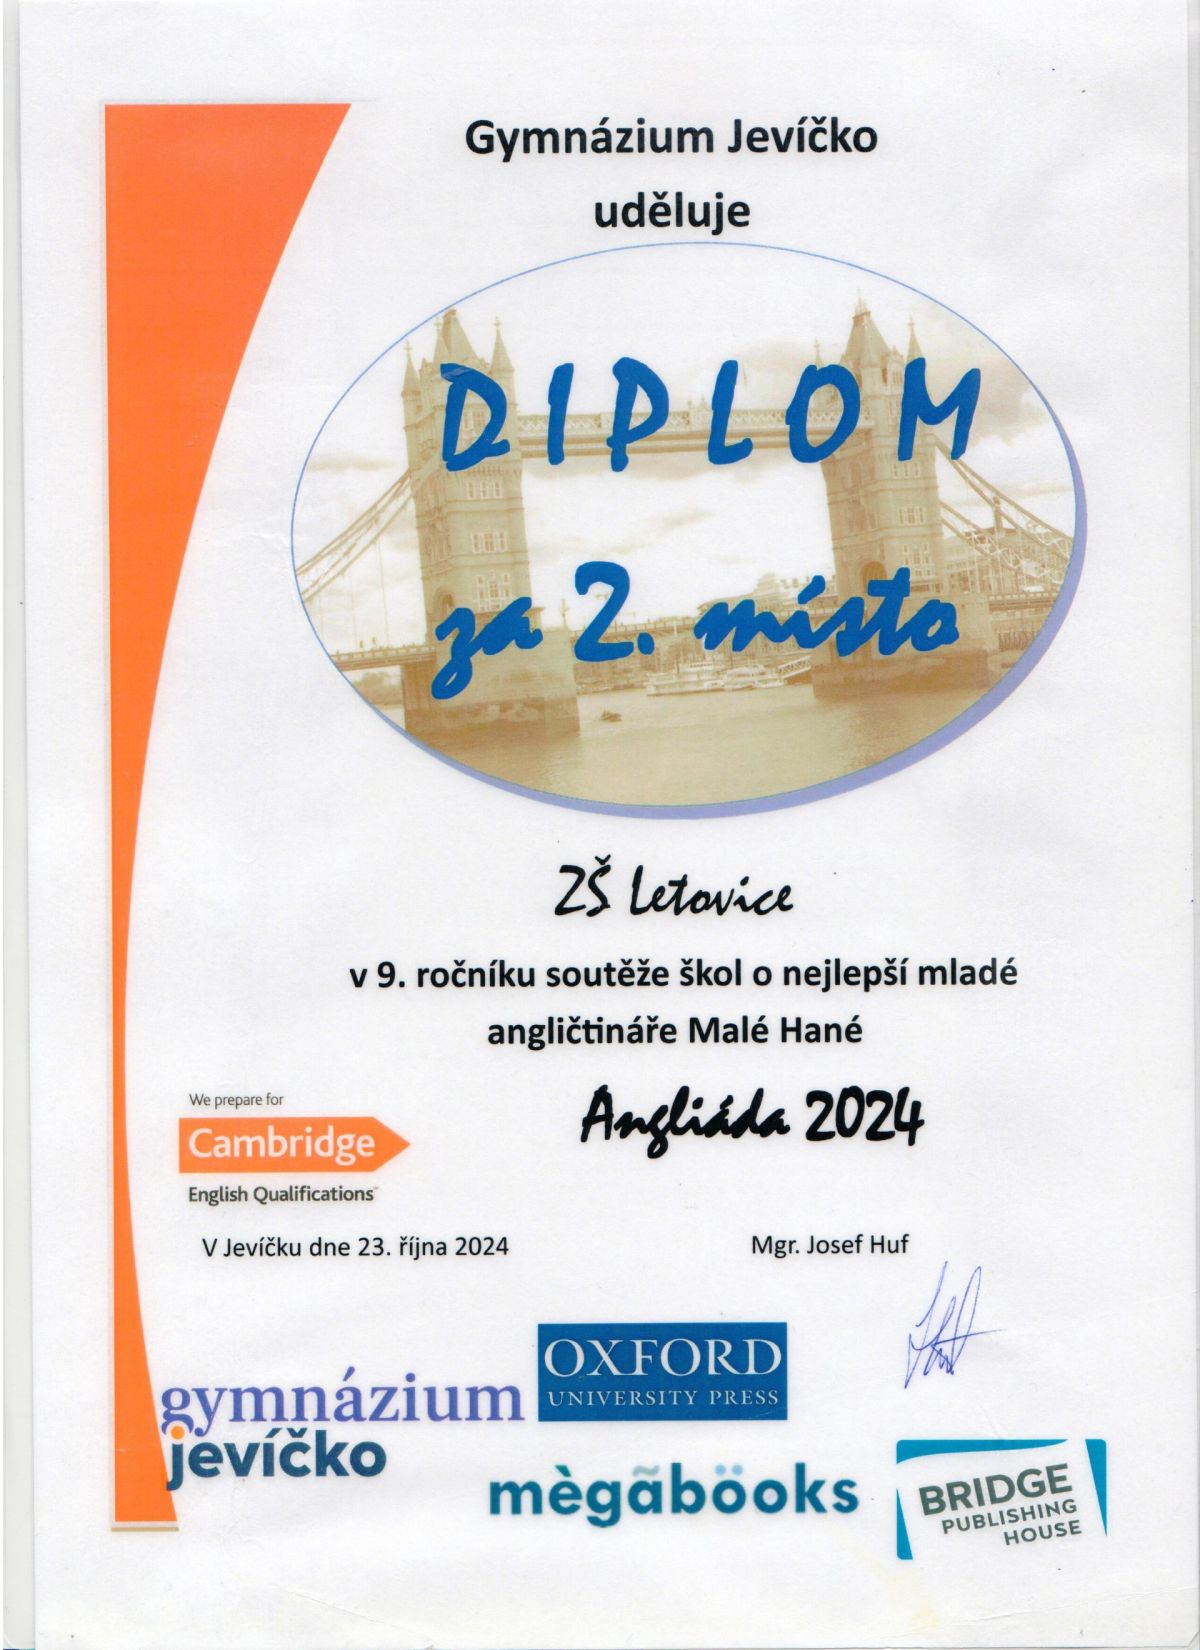 Gymnázium Jevíčko
uděluje
DIPLOM
za 2. místo
ZŠ Letovice
v 9. ročníku soutěže škol o nejlepší mladé
angličtináře Malé Hané
Angliáda 2024
We prepare for
Cambridge
English Qualifications™
V Jevíčku dne 23. října 2024
Mgr. Josef Huf
OXFORD
UNIVERSITY PRESS
gymnázium
jevíčko
mègãböoks
BRIDGE
PUBLISHING
HOUSE